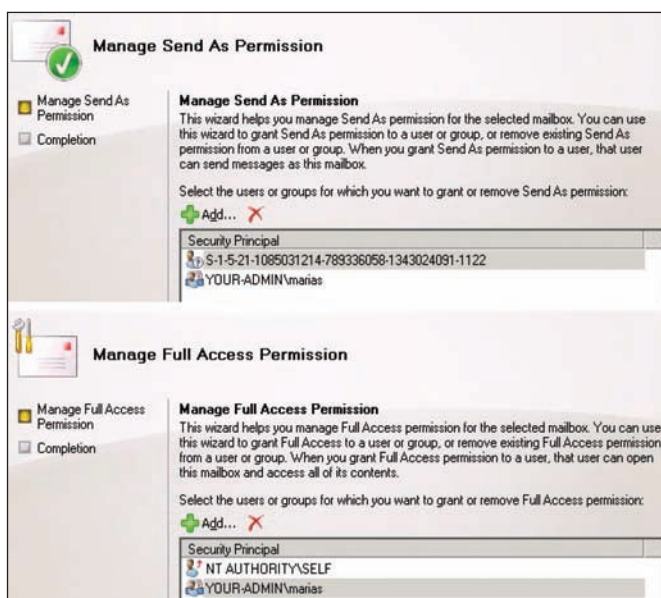 Manage Send As Permission
Manage Send As
Permission
Completion
Manage Send As Permission
This wizard helps you manage Send As permission for the selected mailbox. You can use
this wizard to grant Send As permission to a user or group, or remove existing Send As
permission from a user or group. When you grant Send As permission to a user, that user
can send messages as this mailbox.
Select the users or groups for which you want to grant or remove Send As permission:
Add...
Security Principal
S-1-5-21-1085031214-789336058-1343024091-1122
YOUR-ADMIN\marias
Manage Full Access Permission
Manage Full Access
Permission
Completion
Manage Full Access Permission
This wizard helps you manage Full Access permission for the selected mailbox. You can use
this wizard to grant Full Access to a user or group, or remove existing Full Access permission
from a user or group. When you grant Full Access permission to a user, that user can open
this mailbox and access all of its contents.
Select the users or groups for which you want to grant or remove Full Access permission:
Add...
Security Principal
NT AUTHORITY\SELF
YOUR-ADMIN\marias